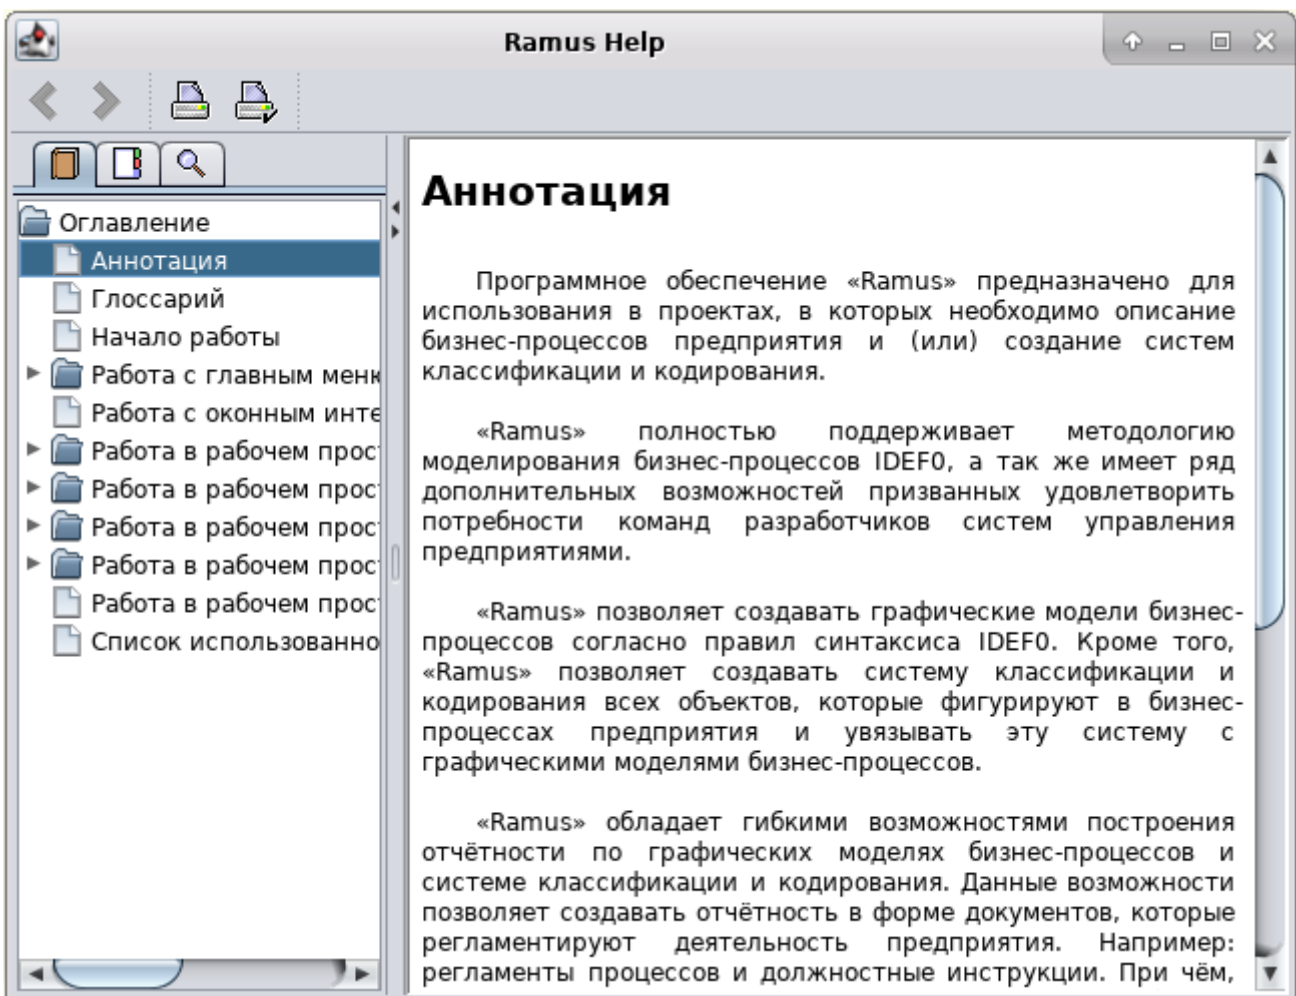 Ramus Help
Оглавление
Аннотация
Глоссарий
Начало работы
Работа с главным меню
Работа с оконным инте
Работа в рабочем прос
Работа в рабочем прос
Работа в рабочем прос
Работа в рабочем прос
Работа в рабочем прос
Список использованно
Аннотация
Программное обеспечение «Ramus» предназначено для
использования в проектах, в которых необходимо описание
бизнес-процессов предприятия и (или) создание систем
классификации и кодирования.
«Ramus» полностью поддерживает методологию
моделирования бизнес-процессов IDEF0, а так же имеет ряд
дополнительных возможностей призванных удовлетворить
потребности команд разработчиков систем управления
предприятиями.
«Ramus» позволяет создавать графические модели бизнес-
процессов согласно правил синтаксиса IDEF0. Кроме того,
«Ramus» позволяет создавать систему классификации и
кодирования всех объектов, которые фигурируют в бизнес-
процессах предприятия и увязывать эту систему с
графическими моделями бизнес-процессов.
«Ramus» обладает гибкими возможностями построения
отчётности по графических моделях бизнес-процессов и
системе классификации и кодирования. Данные возможности
позволяет создавать отчётность в форме документов, которые
регламентируют деятельность предприятия. Например:
регламенты процессов и должностные инструкции. При чём,